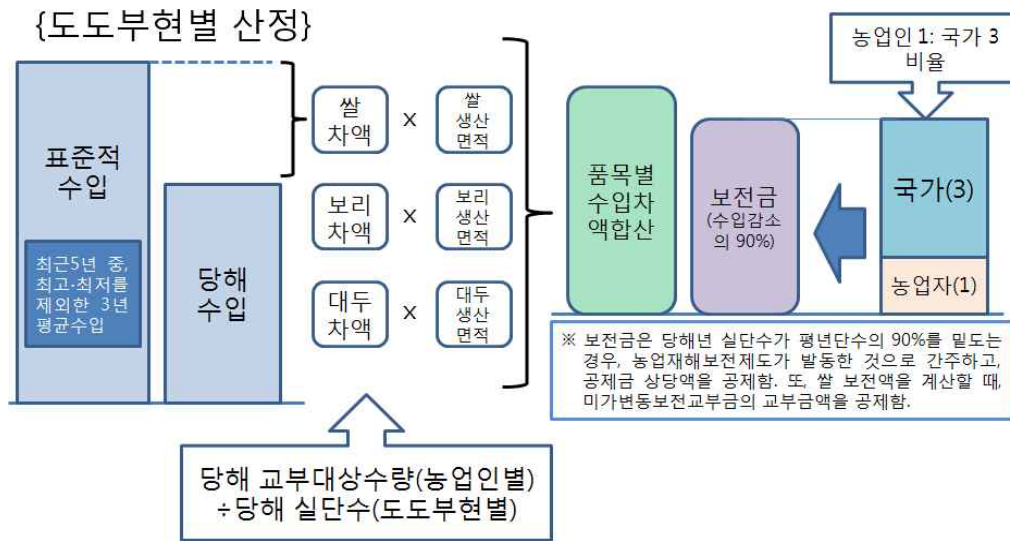 {도도부현별 산정}
표준적
수입
최근5년 중,
최고·최저를
제외한 3년
평균수입
당해
수입
쌀
차액
x
쌀
생산
면적
보리
차액
x
보리
생산
면적
대두
차액
x
대두
생산
면적
당해 교부대상수량(농업인별)
÷당해 실단수(도도부현별)
품목별
수입차
액합산
보전금
(수입감소
의 90%)
농업인 1: 국가 3
비율
국가(3)
농업자(1)
※ 보전금은 당해년 실단수가 평년단수의 90%를 밑도는
경우, 농업재해보전제도가 발동한 것으로 간주하고,
공제금 상당액을 공제함. 또, 쌀 보전액을 계산할 때,
미가변동보전교부금의 교부금액을 공제함.